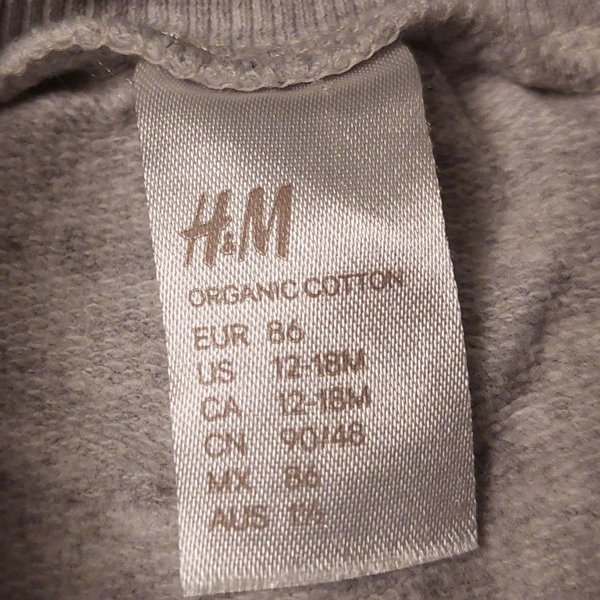 H&M
ORGANIC COTTON
EUR 86
US 12-18M
CA 12-18M
CN 90/48
MX 86
AUS 1½